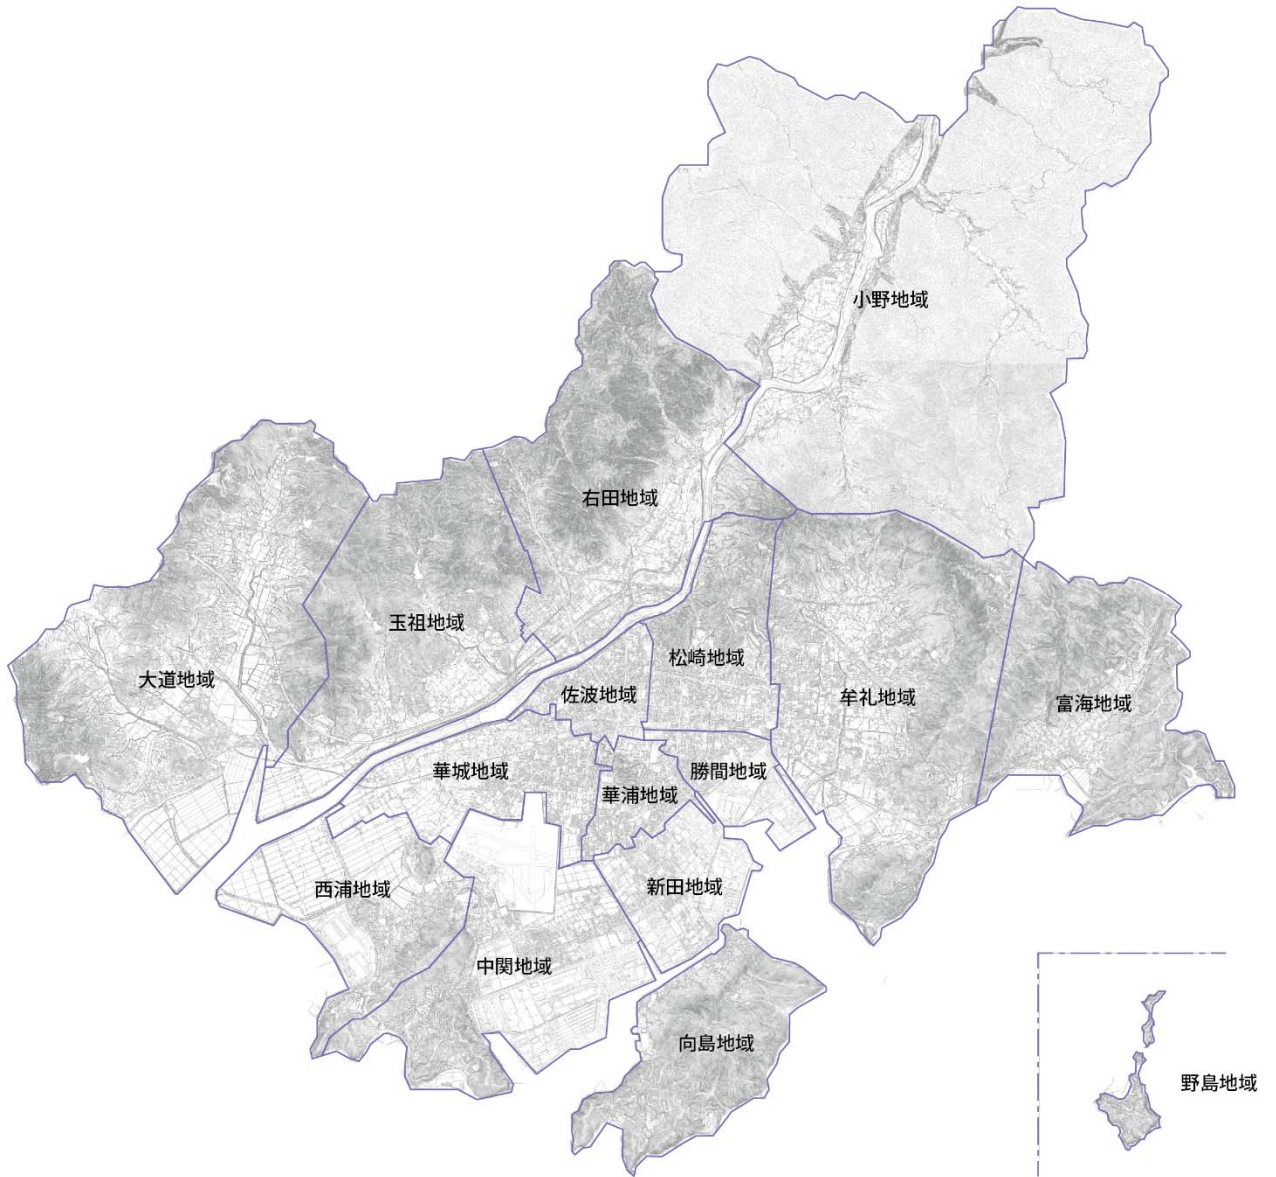 小野地域
右田地域
玉祖地域
松崎地域
大道地域
佐波地域
牟礼地域
富海地域
華城地域
勝間地域
華浦地域
西浦地域
新田地域
中関地域
向島地域
野島地域